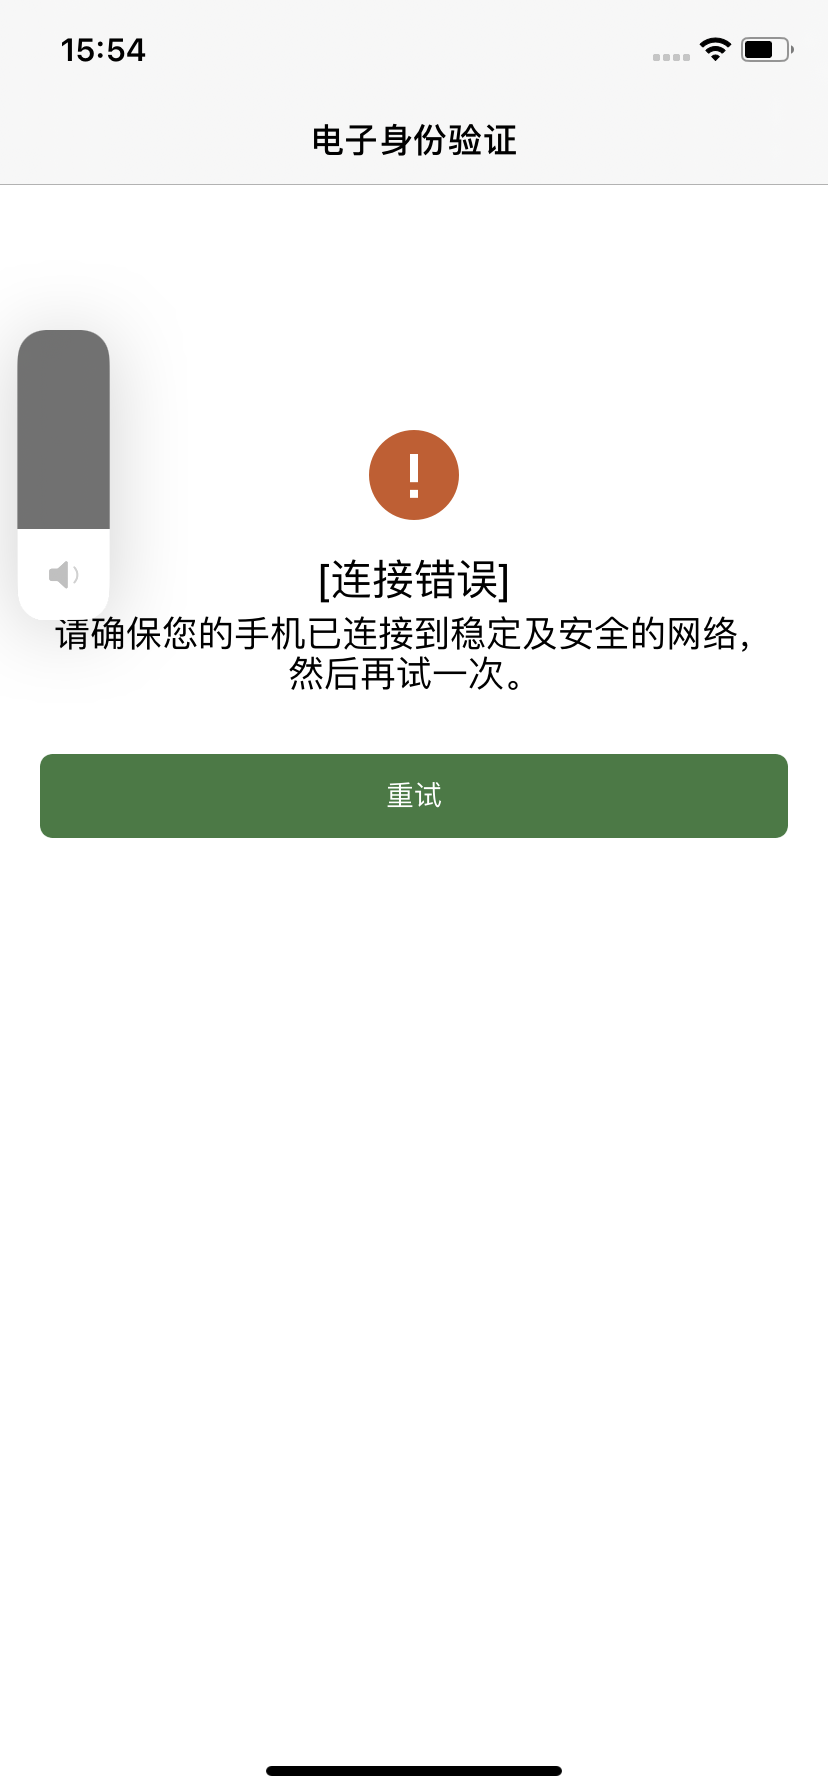 15:54
电子身份验证
[连接错误]
请确保您的手机已连接到稳定及安全的网络，
然后再试一次。
重试